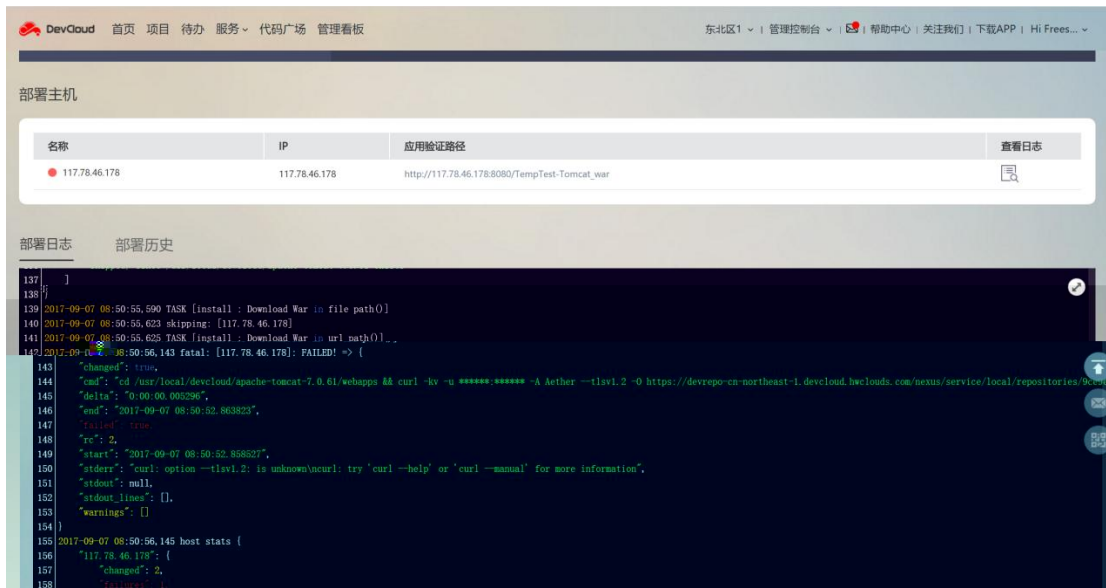 DevCloud 首页 项目 待办 服务 代码广场 管理看板 东北区1 | 管理控制台 | 帮助中心 | 关注我们 | 下载APP | Hi Frees...
部署主机
名称 IP 应用验证路径 查看日志
117.78.46.178 117.78.46.178 http://117.78.46.178:8080/TempTest-Tomcat_war
部署日志 部署历史
137 ]
138 }
139 2017-09-07 08:50:55,590 TASK [install : Download War in file path()]
140 2017-09-07 08:50:55,623 skipping: [117.78.46.178]
141 2017-09-07 08:50:55,625 TASK [install : Download War in url path()]
142 2017-09-07 08:50:56,143 fatal: [117.78.46.178]: FAILED! => {
143 "changed": true,
144 "cmd": "cd /usr/local/devcloud/apache-tomcat-7.0.61/webapps && curl -kv -u ******:****** -A Aether --tlsv1.2 -O https://devrepo-cn-northeast-1.devcloud.hwclouds.com/nexus/service/local/repositories/
145 "delta": "0:00:00.005296",
146 "end": "2017-09-07 08:50:52.863823",
147 "failed": true,
148 "rc": 2,
149 "start": "2017-09-07 08:50:52.858527",
150 "stderr": "curl: option --tlsv1.2: is unknown\ncurl: try 'curl --help' or 'curl --manual' for more information",
151 "stdout": null,
152 "stdout_lines": [],
153 "warnings": []
154 }
155 2017-09-07 08:50:56,145 host stats {
156 "117.78.46.178": {
157 "changed": 2,
158 "failures": 1,